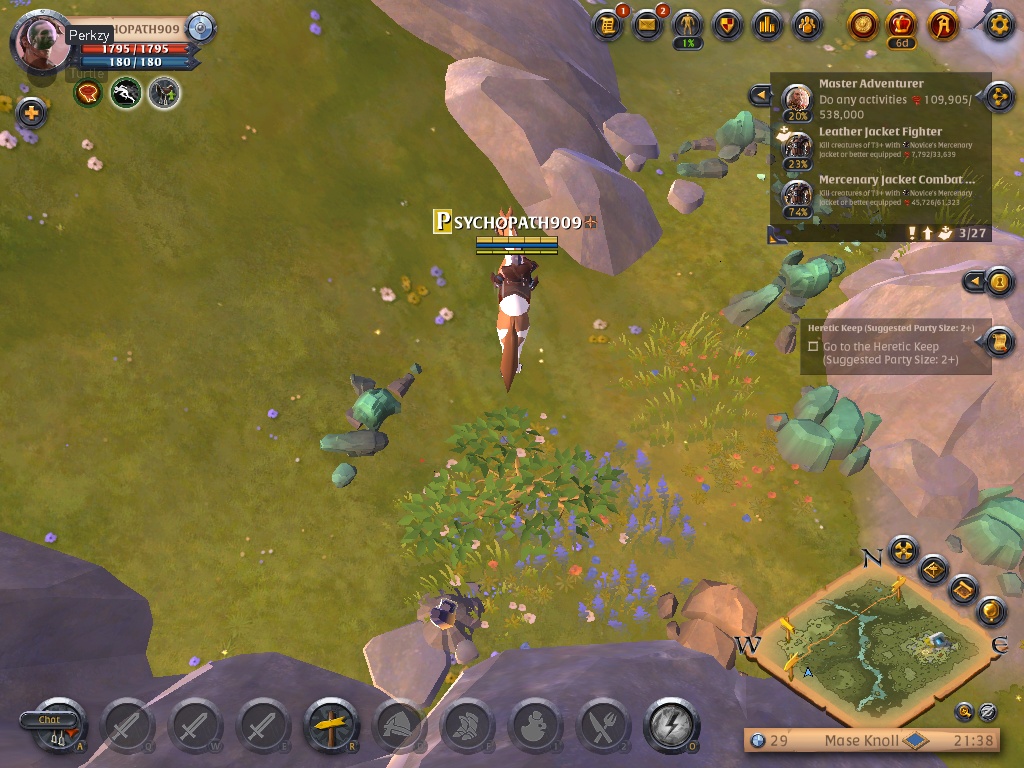 Perkzy
HOPATH909
1795 / 1795
180 / 180
Turtle
1
2
1%
6d
Master Adventurer
Do any activities 109,905/
538,000
20%
Leather Jacket Fighter
Kill creatures of T3+ with Novice's Mercenary
Jacket or better equipped 7,792/33,639
23%
Mercenary Jacket Combat ...
Kill creatures of T3+ with Novice's Mercenary
Jacket or better equipped 45,726/61,323
74%
3/27
PSYCHOPATH909
Heretic Keep (Suggested Party Size: 2+)
Go to the Heretic Keep
(Suggested Party Size: 2+)
N
W
E
Chat
A
Q
W
E
R
F
1
2
O
29
Mase Knoll
21:38